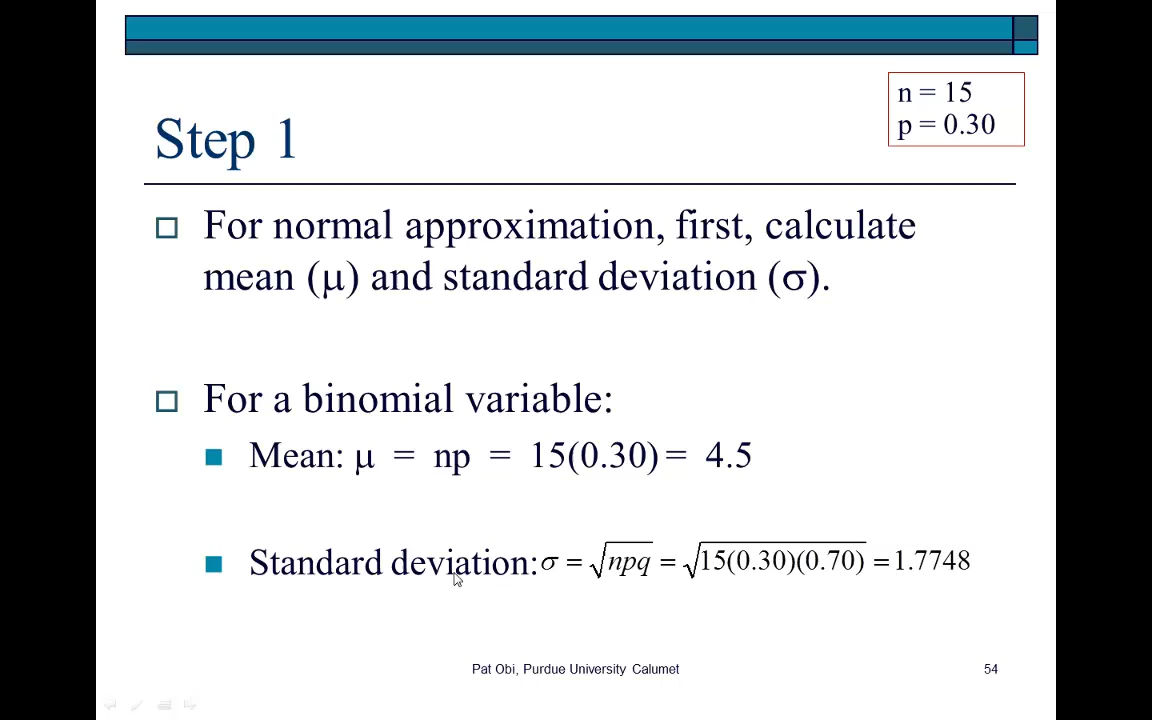 n = 15
p = 0.30
Step 1
For normal approximation, first, calculate
mean (μ) and standard deviation (σ).
For a binomial variable:
Mean: μ = np = 15(0.30) = 4.5
Standard deviation: σ = √npq = √15(0.30)(0.70) = 1.7748
Pat Obi, Purdue University Calumet
54